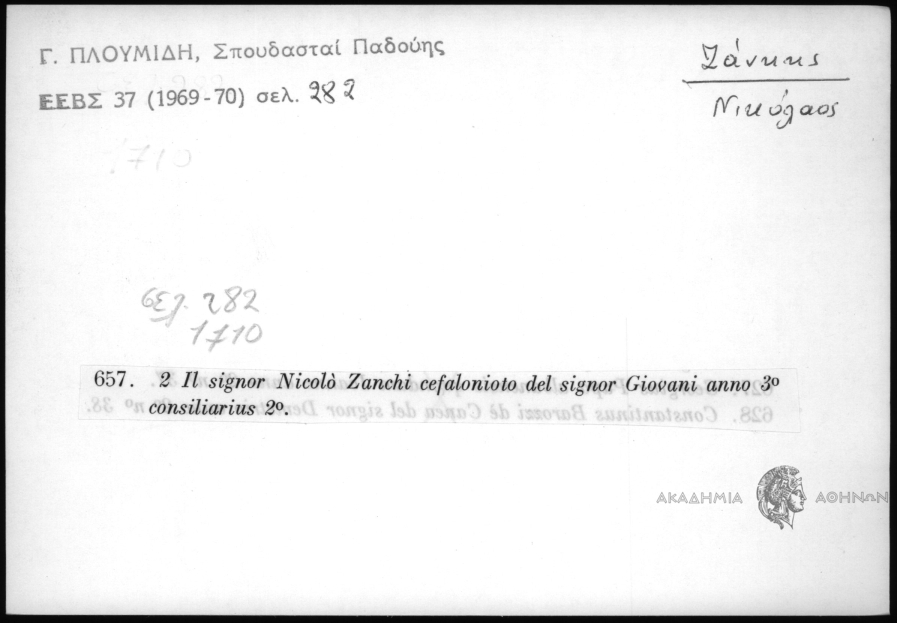 Γ. ΠΛΟΥΜΙΔΗ, Σπουδασταί Παδούης
ΕΕΒΣ 37 (1969-70) σελ. 282
Ζάνκης
Νικόλαος
1710
σελ. 282
1710
657. 2 Il signor Nicolò Zanchi cefalonioto del signor Giovani anno 3º
consiliarius 2º.
ΑΚΑΔΗΜΙΑ ΑΘΗΝΩΝ